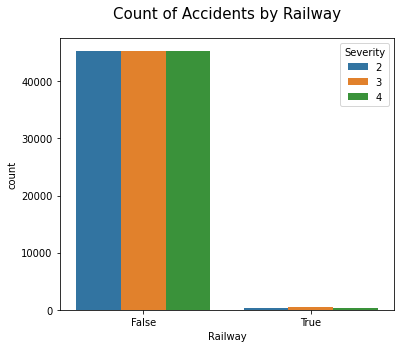 Count of Accidents by Railway
Severity
2
3
4
40000
30000
20000
10000
0
count
False
True
Railway